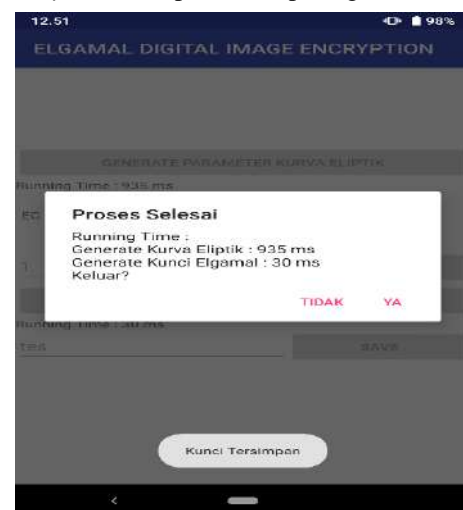 12.51 98%
ELGAMAL DIGITAL IMAGE ENCRYPTION
GENERATE PARAMETER KURVA ELIPTIK
Running Time : 935 ms
EC
Proses Selesai
Running Time :
Generate Kurva Eliptik : 935 ms
Generate Kunci Elgamal : 30 ms
Keluar?
TIDAK YA
Running Time : 30 ms
tes SAVE
Kunci Tersimpan